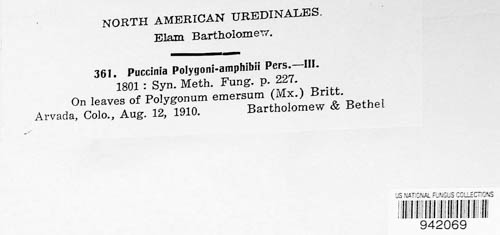 NORTH AMERICAN UREDINALES.
Elam Bartholomew.
361. Puccinia Polygoni-amphibii Pers.—III.
1801 : Syn. Meth. Fung. p. 227.
On leaves of Polygonum emersum (Mx.) Britt.
Arvada, Colo., Aug. 12, 1910. Bartholomew & Bethel
US NATIONAL FUNGUS COLLECTIONS
942069